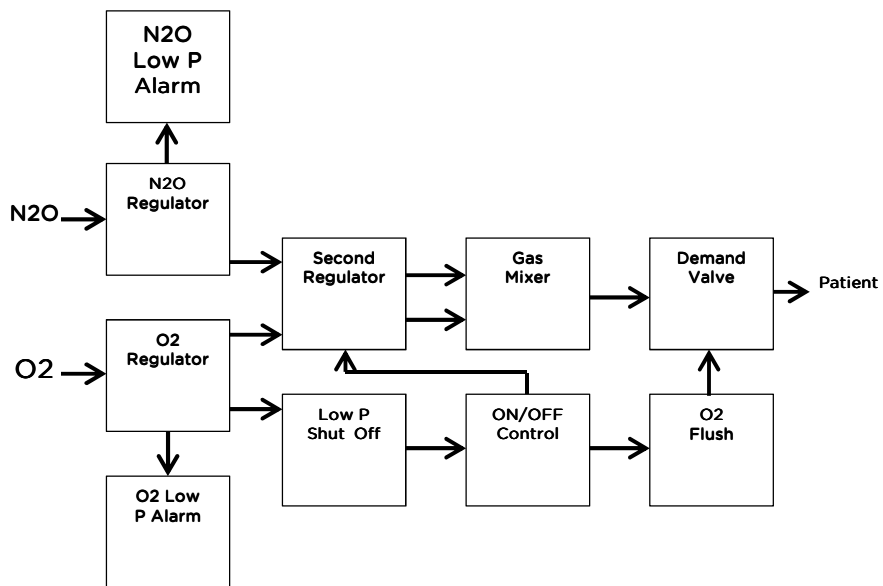 N2O
Low P
Alarm
N2O
Regulator
N2O
Second
Regulator
Gas
Mixer
Demand
Valve
Patient
O2
Regulator
O2
Low P
Shut Off
ON/OFF
Control
O2
Flush
O2 Low
P Alarm